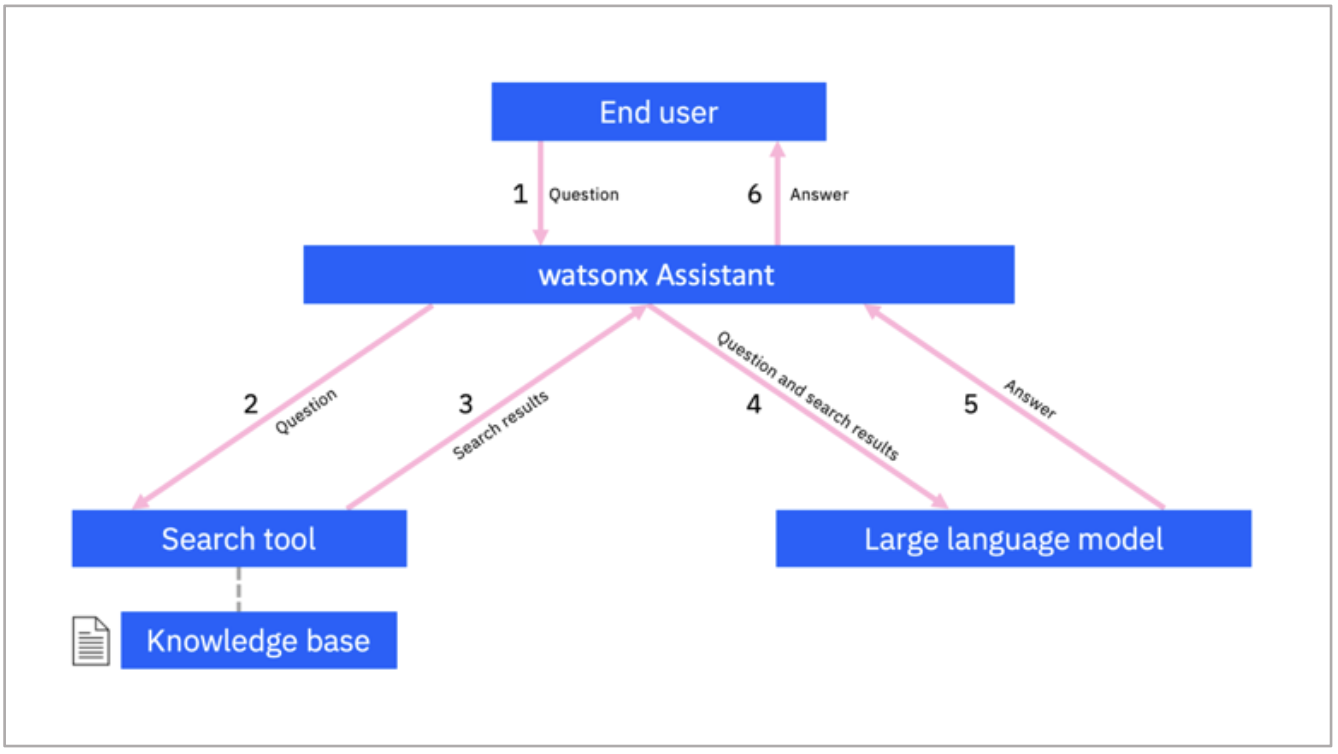 End user
1 Question
6 Answer
watsonx Assistant
2 Question
3 Search results
4 Question and search results
5 Answer
Search tool
Large language model
Knowledge base